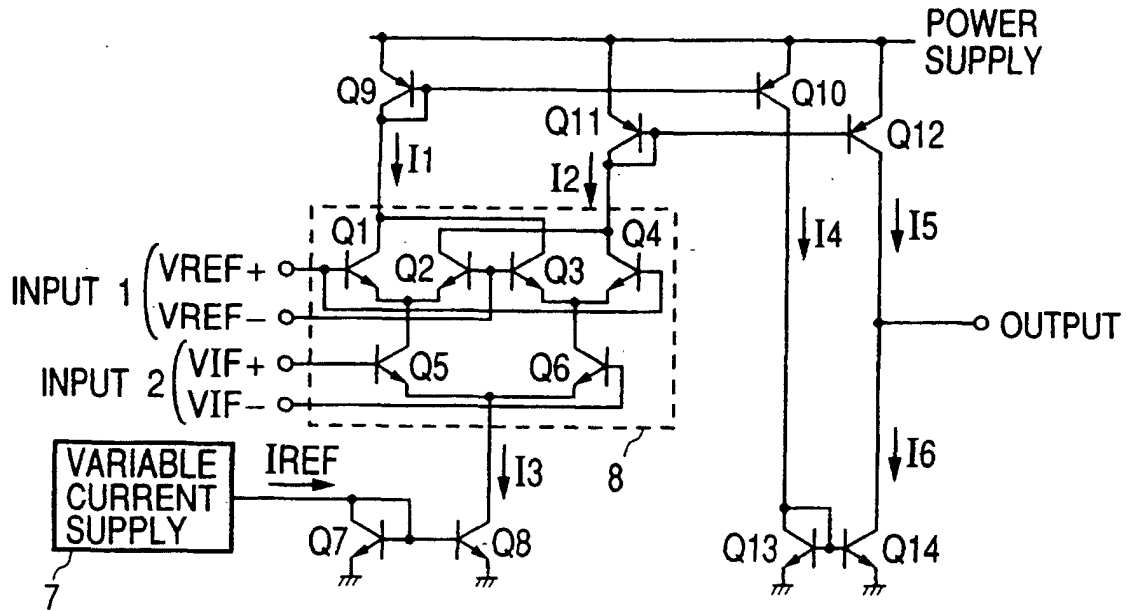 POWER
SUPPLY
Q9
Q10
Q11
Q12
I1
I2
I4
I5
Q1
Q2
Q3
Q4
INPUT 1
VREF+
VREF-
OUTPUT
INPUT 2
VIF+
VIF-
Q5
Q6
8
I3
I6
VARIABLE
CURRENT
SUPPLY
IREF
Q7
Q8
Q13
Q14
7